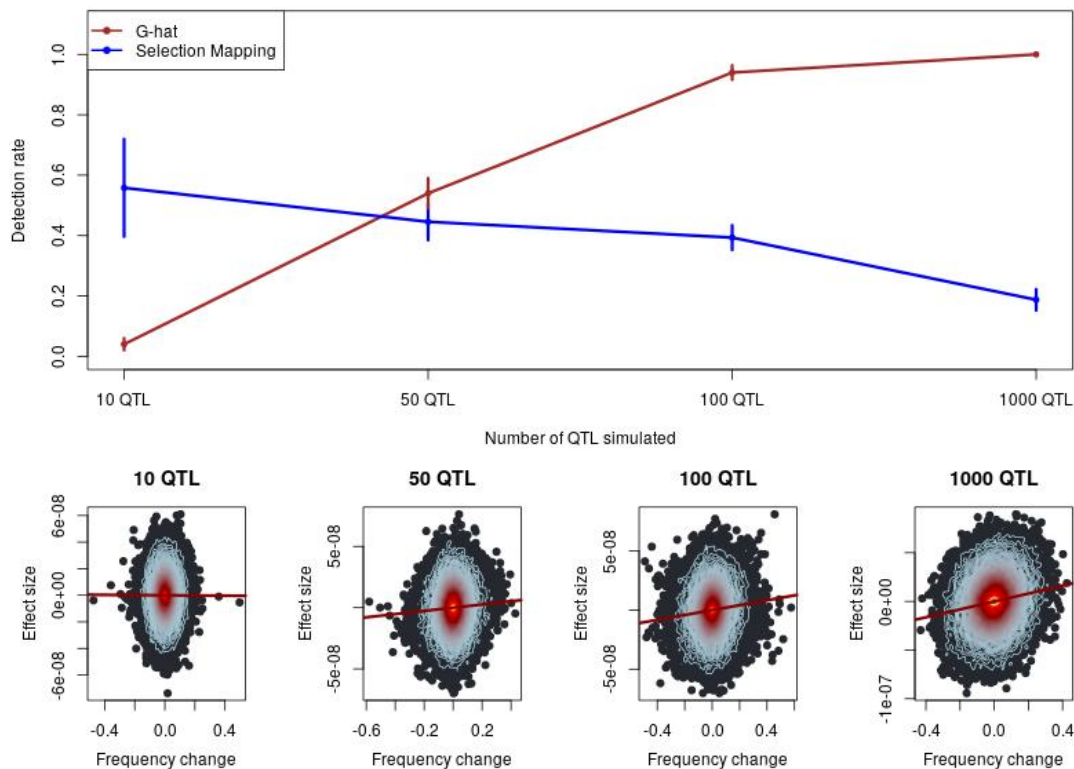 G-hat
Selection Mapping
Detection rate
1.0
0.8
0.6
0.4
0.2
0.0
10 QTL
50 QTL
100 QTL
1000 QTL
Number of QTL simulated
10 QTL
Effect size
6e-08
0e+00
-6e-08
-0.4
0.0
0.4
Frequency change
50 QTL
Effect size
5e-08
-5e-08
-0.6
-0.2
0.2
Frequency change
100 QTL
Effect size
5e-08
-5e-08
-0.4
0.0
0.4
Frequency change
1000 QTL
Effect size
0e+00
-1e-07
-0.4
0.0
0.4
Frequency change